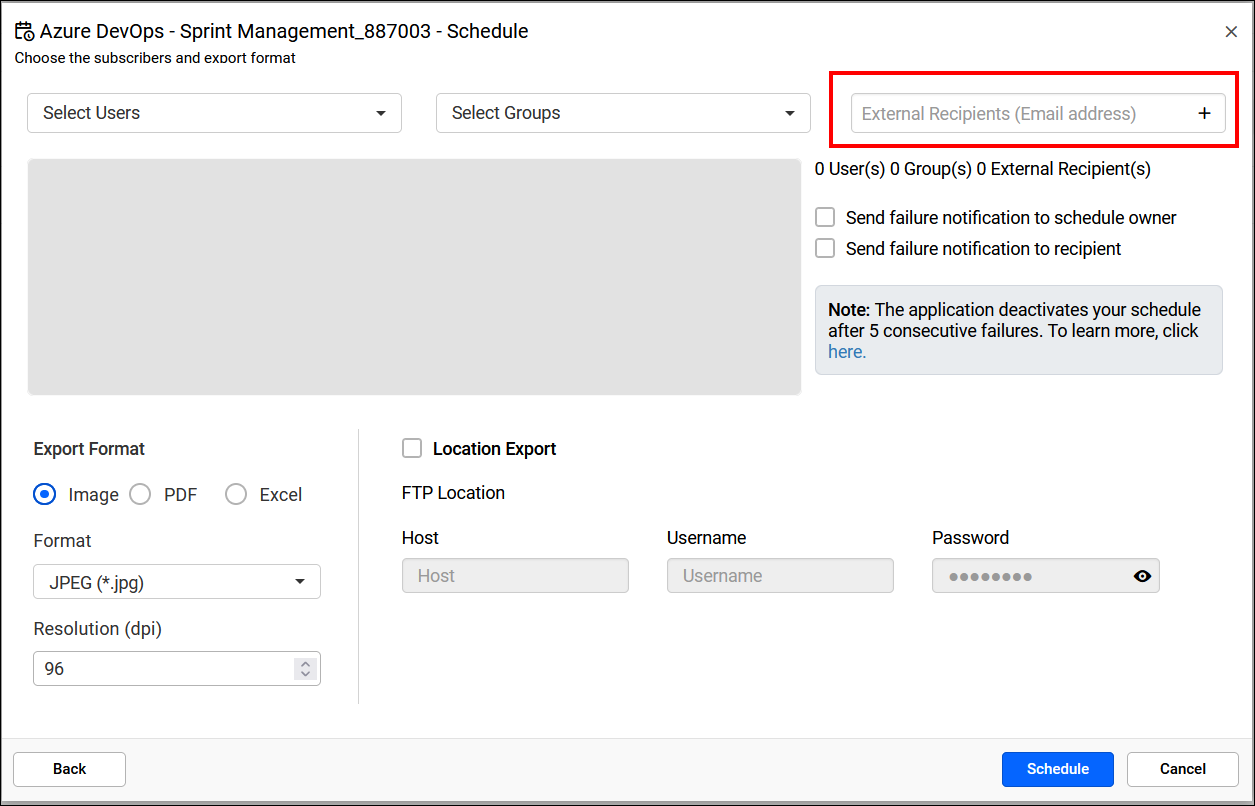 Azure DevOps - Sprint Management_887003 - Schedule
Choose the subscribers and export format
Select Users
Select Groups
External Recipients (Email address)
0 User(s) 0 Group(s) 0 External Recipient(s)
Send failure notification to schedule owner
Send failure notification to recipient
Note: The application deactivates your schedule
after 5 consecutive failures. To learn more, click
here.
Export Format
Image
PDF
Excel
Format
JPEG (*.jpg)
Resolution (dpi)
96
Location Export
FTP Location
Host
Username
Password
Host
Username
Back
Schedule
Cancel